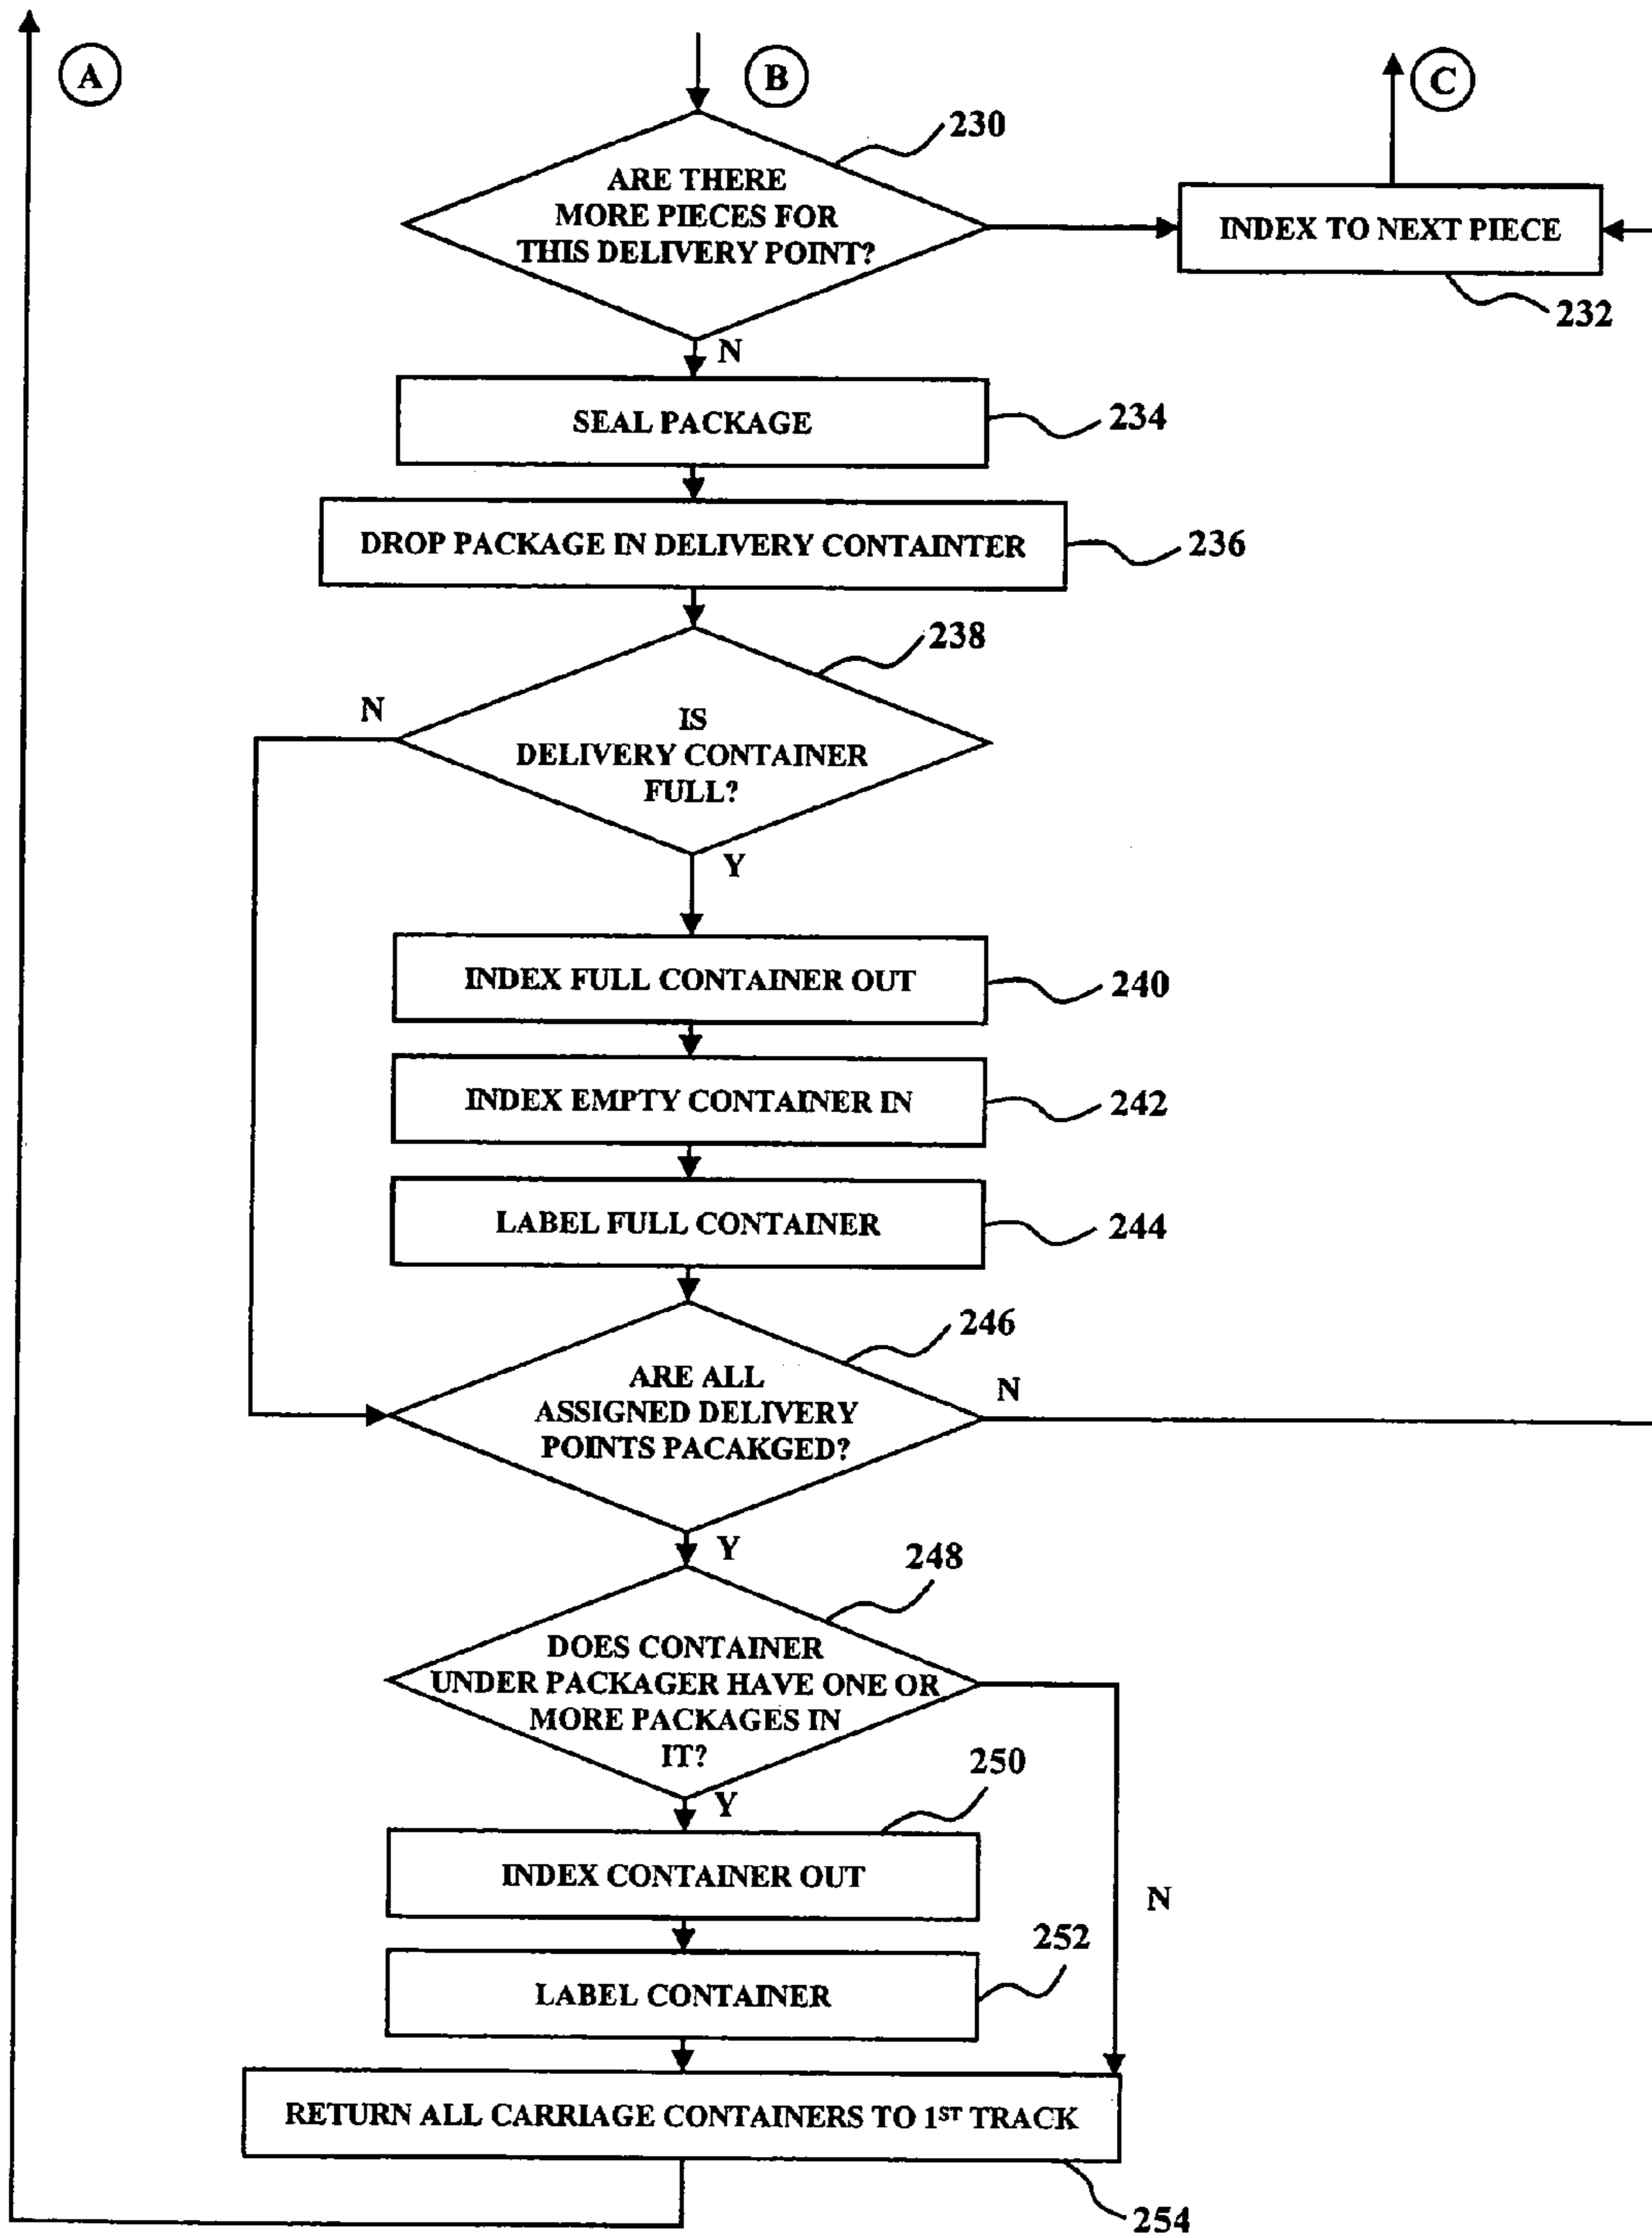 A
B
C
230
ARE THERE
MORE PIECES FOR
THIS DELIVERY POINT?
INDEX TO NEXT PIECE
232
N
SEAL PACKAGE
234
DROP PACKAGE IN DELIVERY CONTAINTER
236
238
N
IS
DELIVERY CONTAINER
FULL?
Y
INDEX FULL CONTAINER OUT
240
INDEX EMPTY CONTAINER IN
242
LABEL FULL CONTAINER
244
246
ARE ALL
ASSIGNED DELIVERY
POINTS PACAKGED?
N
Y
248
DOES CONTAINER
UNDER PACKAGER HAVE ONE OR
MORE PACKAGES IN
IT?
250
Y
INDEX CONTAINER OUT
N
252
LABEL CONTAINER
RETURN ALL CARRIAGE CONTAINERS TO 1ST TRACK
254